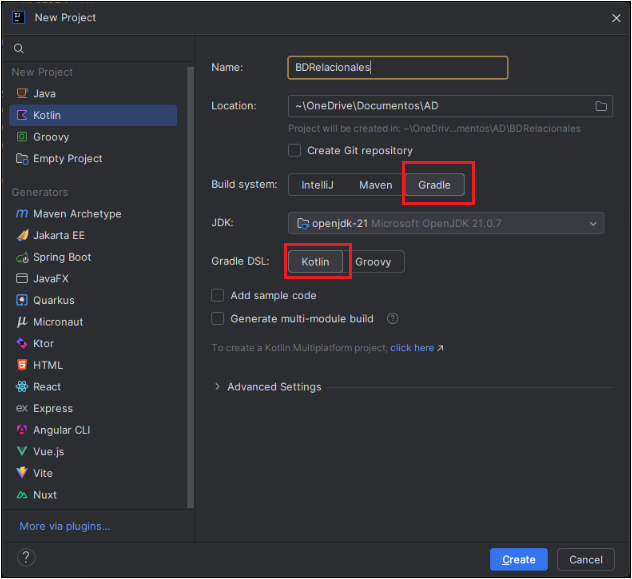 New Project
New Project
Java
Kotlin
Groovy
Empty Project
Generators
Maven Archetype
Jakarta EE
Spring Boot
JavaFX
Quarkus
Micronaut
Ktor
HTML
React
Express
Angular CLI
Vue.js
Vite
Nuxt
More via plugins...
Name: BDRelacionales
Location: ~\OneDrive\Documentos\AD
Project will be created in: ~\OneDriv...mentos\AD\BDRelacionales
Create Git repository
Build system: IntelliJ Maven Gradle
JDK: openjdk-21 Microsoft OpenJDK 21.0.7
Gradle DSL: Kotlin Groovy
Add sample code
Generate multi-module build ?
To create a Kotlin Multiplatform project, click here ↗
Advanced Settings
? Create Cancel